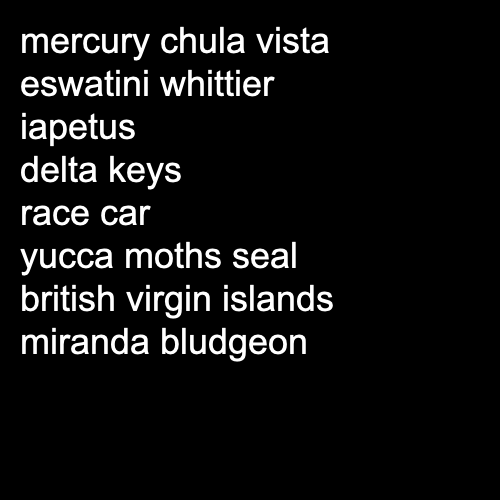 mercury chula vista
eswatini whittier
iapetus
delta keys
race car
yucca moths seal
british virgin islands
miranda bludgeon